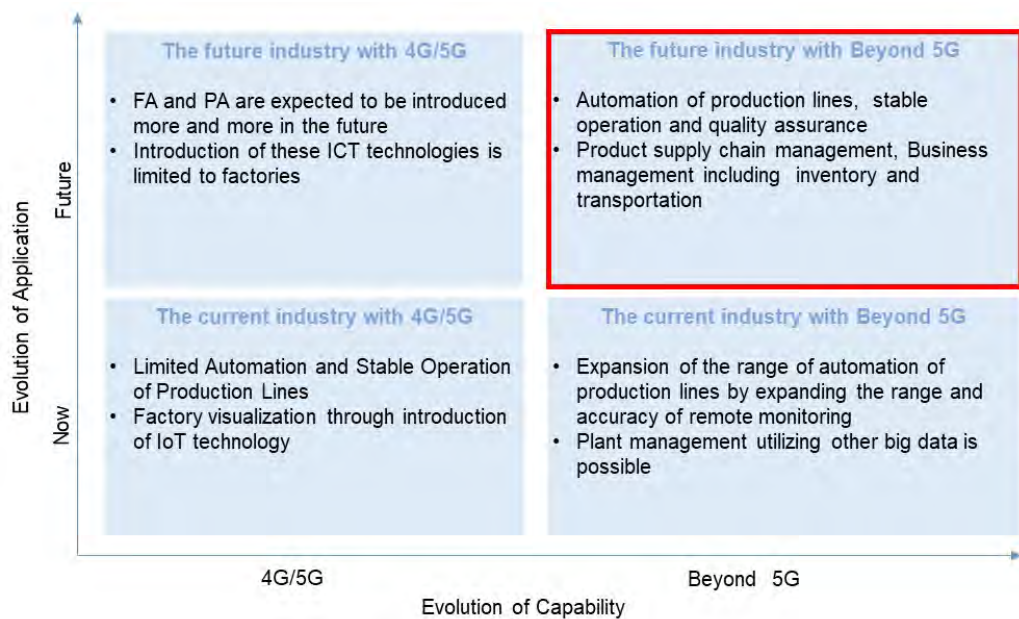 The future industry with 4G/5G
• FA and PA are expected to be introduced
more and more in the future
• Introduction of these ICT technologies is
limited to factories
The future industry with Beyond 5G
• Automation of production lines, stable
operation and quality assurance
• Product supply chain management, Business
management including inventory and
transportation
The current industry with 4G/5G
• Limited Automation and Stable Operation
of Production Lines
• Factory visualization through introduction
of IoT technology
The current industry with Beyond 5G
• Expansion of the range of automation of
production lines by expanding the range and
accuracy of remote monitoring
• Plant management utilizing other big data is
possible
Evolution of Application
Future
Now
4G/5G
Beyond 5G
Evolution of Capability